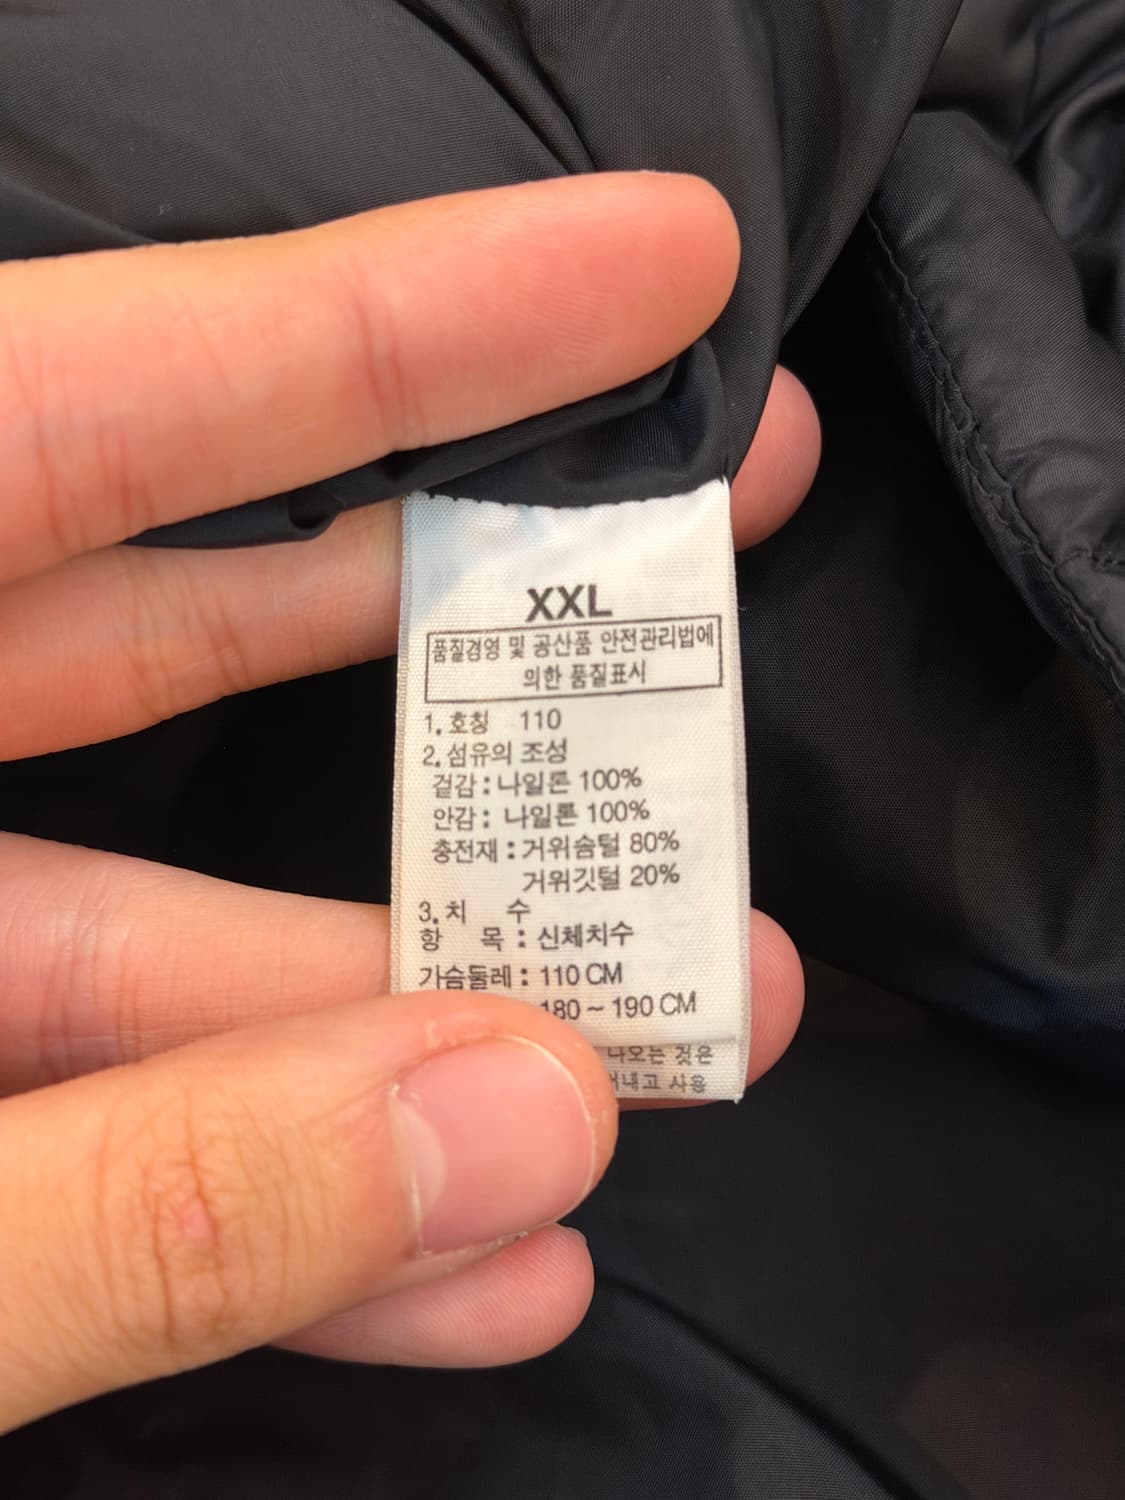 XXL
품질경영 및 공산품 안전관리법에
의한 품질표시
1. 호칭 110
2. 섬유의 조성
겉감 : 나일론 100%
안감 : 나일론 100%
충전재 : 거위솜털 80%
거위깃털 20%
3. 치 수
항 목 : 신체치수
가슴둘레 : 110 CM
180 ~ 190 CM
나오는 것은
사용